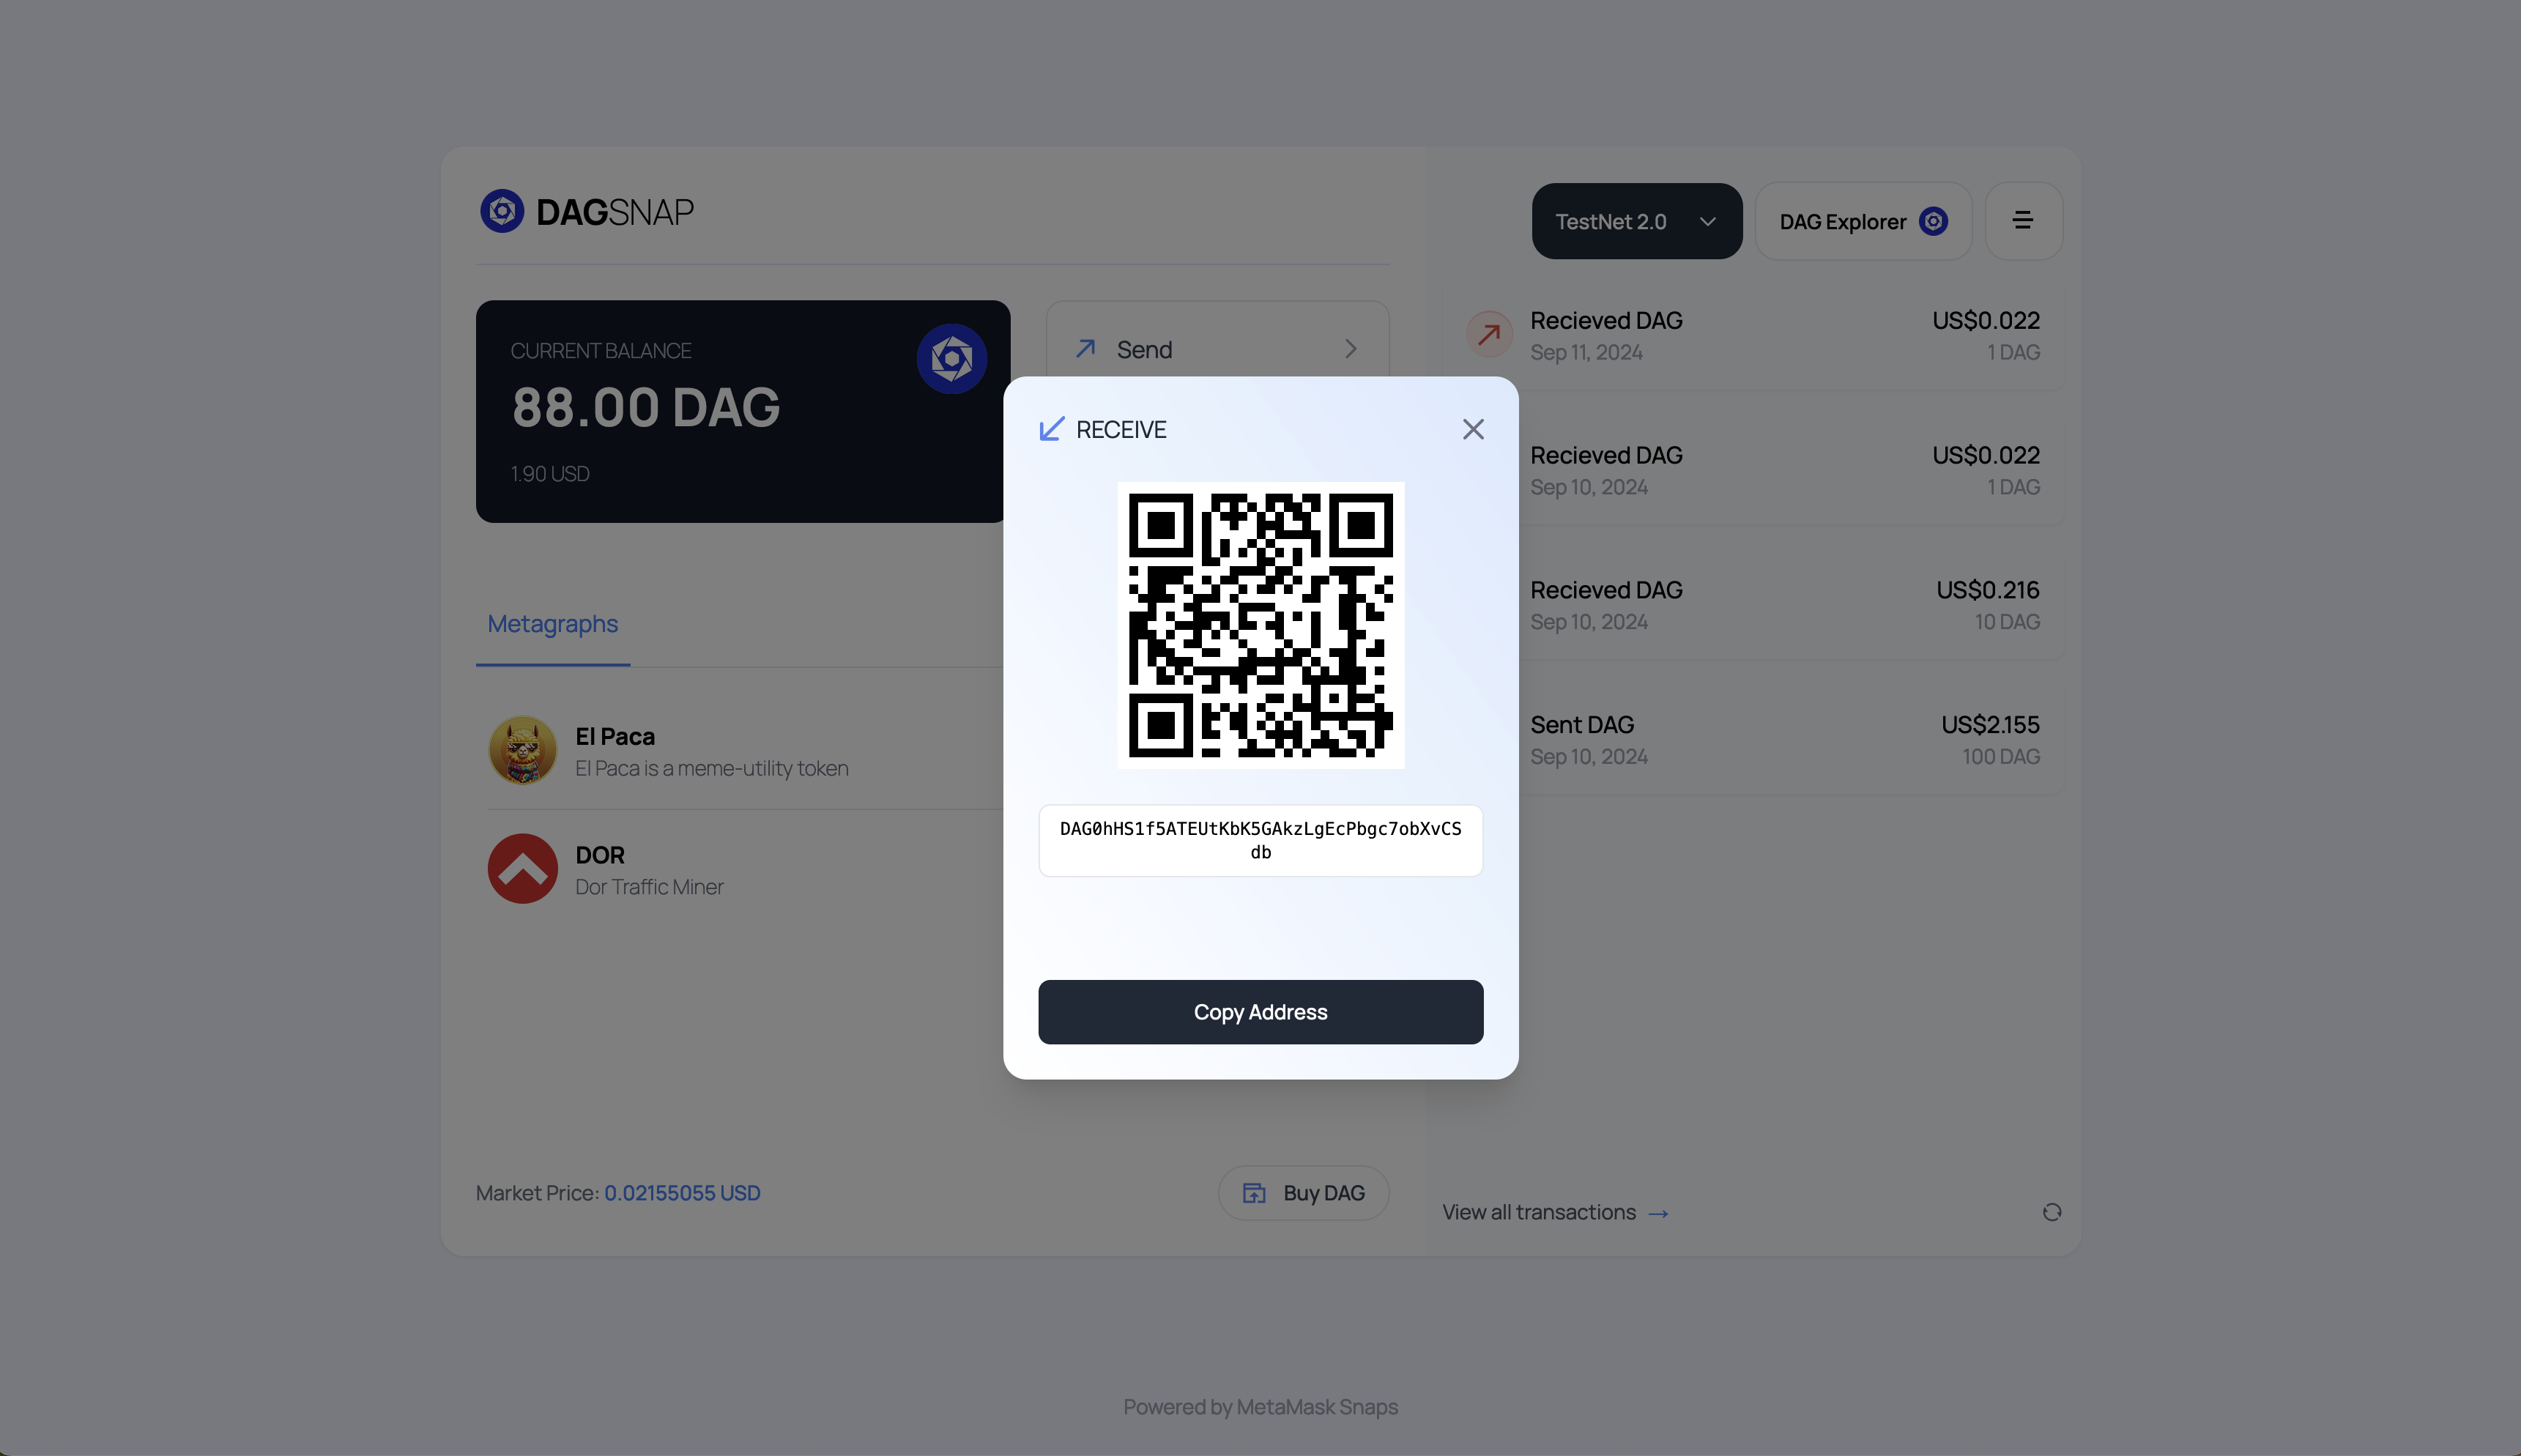 DAGSNAP
TestNet 2.0
DAG Explorer
CURRENT BALANCE
88.00 DAG
1.90 USD
Send
Metagraphs
El Paca
El Paca is a meme-utility token
DOR
Dor Traffic Miner
Market Price: 0.02155055 USD
Buy DAG
RECEIVE
DAG0hHS1f5ATEUtKbK5GAkzLgEcPbgc7obXvCS
db
Copy Address
Recieved DAG US$0.022
Sep 11, 2024 1 DAG
Recieved DAG US$0.022
Sep 10, 2024 1 DAG
Recieved DAG US$0.216
Sep 10, 2024 10 DAG
Sent DAG US$2.155
Sep 10, 2024 100 DAG
View all transactions →
Powered by MetaMask Snaps